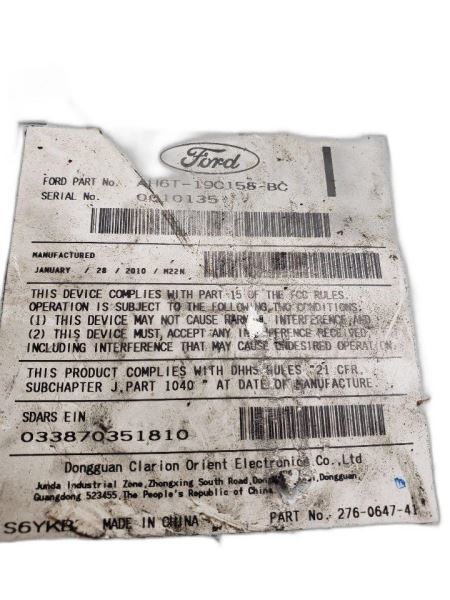 Ford
FORD PART No. AH6T-19C158-BC
SERIAL No. 0010135
MANUFACTURED
JANUARY / 28 / 2010 / M22N
THIS DEVICE COMPLIES WITH PART 15 OF THE FCC RULES.
OPERATION IS SUBJECT TO THE FOLLOWING TWO CONDITIONS:
(1) THIS DEVICE MAY NOT CAUSE INTERFERENCE AND
(2) THIS DEVICE MUST ACCEPT ANY INTERFERENCE RECEIVED,
INCLUDING INTERFERENCE THAT MAY CAUSE UNDESIRED OPERATION
THIS PRODUCT COMPLIES WITH DHHS RULES "21 CFR,
SUBCHAPTER J,PART 1040 " AT DATE OF MANUFACTURE.
SDARS EIN
033870351810
Dongguan Clarion Orient Electronics Co.,Ltd
Junda Industrial Zone,Zhongxing South Road, Dongguan,
Guangdong 523455,The People's Republic of China
S6YKB MADE IN CHINA PART No. 276-0647-41